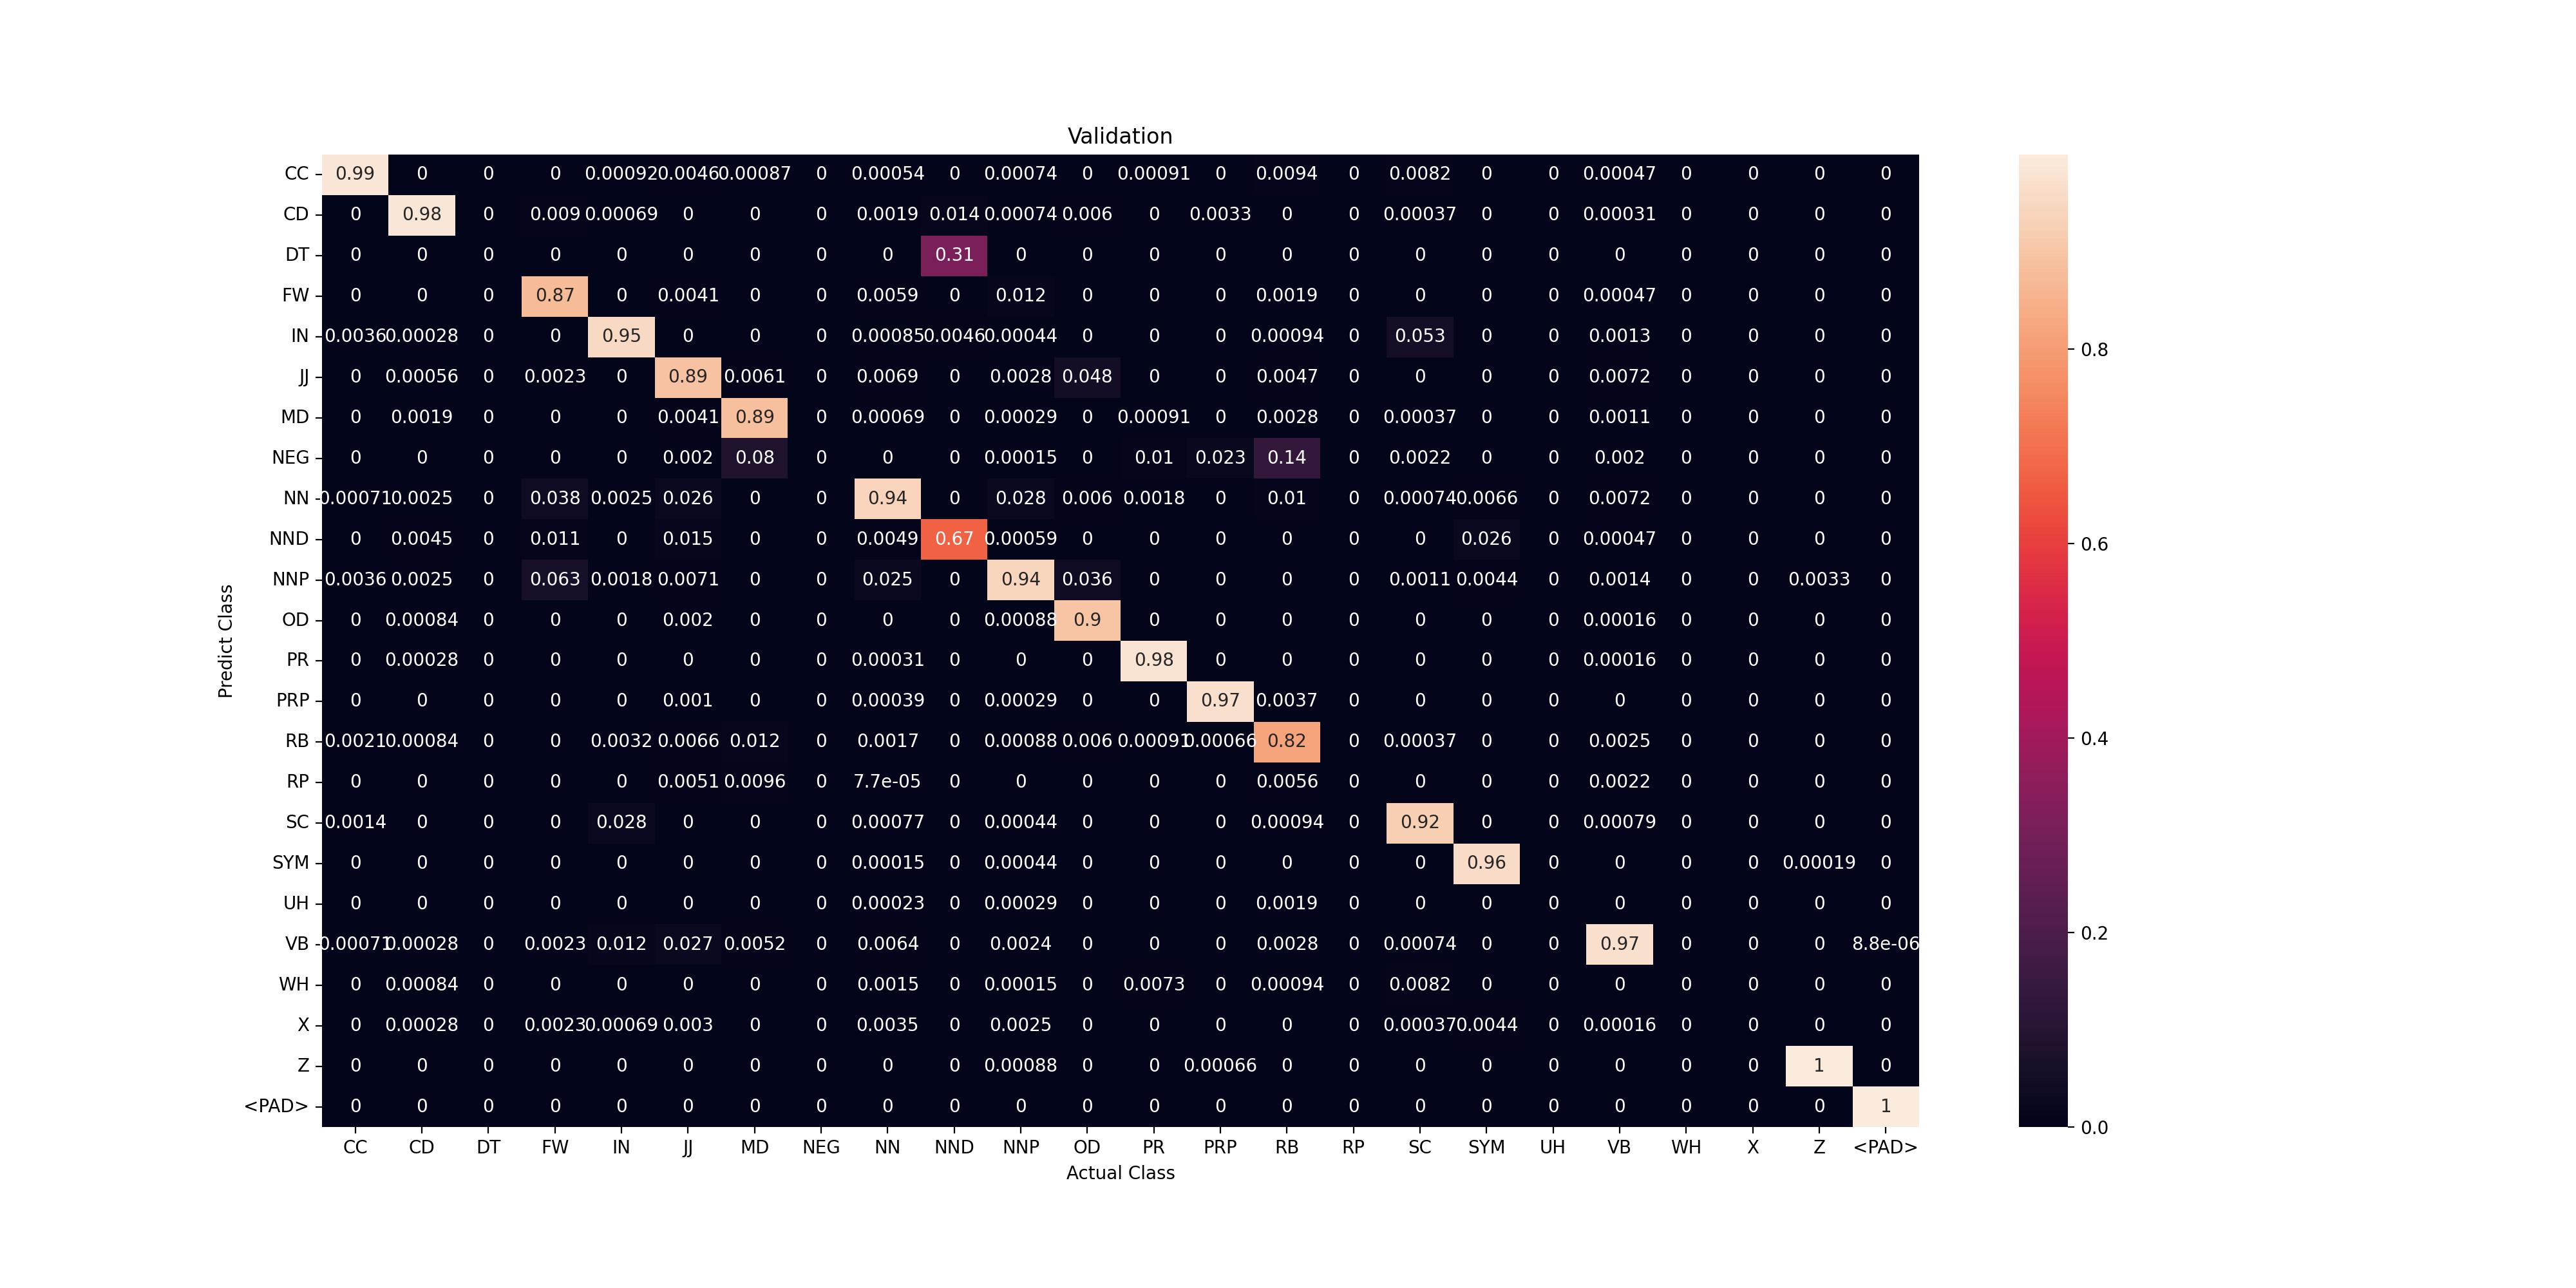 Validation
CC 0.99 0 0 0 0.00092 0.0046 0.00087 0 0.00054 0 0.00074 0 0.00091 0 0.0094 0 0.0082 0 0 0.00047 0 0 0 0
CD 0 0.98 0 0.009 0.00069 0 0 0 0.0019 0.014 0.00074 0.006 0 0.0033 0 0 0.00037 0 0 0.00031 0 0 0 0
DT 0 0 0 0 0 0 0 0 0 0.31 0 0 0 0 0 0 0 0 0 0 0 0 0 0
FW 0 0 0 0.87 0 0.0041 0 0 0.0059 0 0.012 0 0 0 0.0019 0 0 0 0 0.00047 0 0 0 0
IN 0.0036 0.00028 0 0 0.95 0 0 0 0.00085 0.0046 0.00044 0 0 0 0.00094 0 0.053 0 0 0.0013 0 0 0 0
JJ 0 0.00056 0 0.0023 0 0.89 0.0061 0 0.0069 0 0.0028 0.048 0 0 0.0047 0 0 0 0 0.0072 0 0 0 0
MD 0 0.0019 0 0 0 0.0041 0.89 0 0.00069 0 0.00029 0 0.00091 0 0.0028 0 0.00037 0 0 0.0011 0 0 0 0
NEG 0 0 0 0 0 0.002 0.08 0 0 0 0.00015 0 0.01 0.023 0.14 0 0.0022 0 0 0.002 0 0 0 0
NN 0.00071 0.0025 0 0.038 0.0025 0.026 0 0 0.94 0 0.028 0.006 0.0018 0 0.01 0 0.00074 0.0066 0 0.0072 0 0 0 0
NND 0 0.0045 0 0.011 0 0.015 0 0 0.0049 0.67 0.00059 0 0 0 0 0 0 0.026 0 0.00047 0 0 0 0
NNP 0.0036 0.0025 0 0.063 0.0018 0.0071 0 0 0.025 0 0.94 0.036 0 0 0 0 0.0011 0.0044 0 0.0014 0 0 0.0033 0
OD 0 0.00084 0 0 0 0.002 0 0 0 0 0.00088 0.9 0 0 0 0 0 0 0 0.00016 0 0 0 0
PR 0 0.00028 0 0 0 0 0 0 0.00031 0 0 0 0.98 0 0 0 0 0 0 0.00016 0 0 0 0
PRP 0 0 0 0 0 0.001 0 0 0.00039 0 0.00029 0 0 0.97 0.0037 0 0 0 0 0 0 0 0 0
RB 0.0021 0.00084 0 0 0.0032 0.0066 0.012 0 0.0017 0 0.00088 0.006 0.00091 0.00066 0.82 0 0.00037 0 0 0.0025 0 0 0 0
RP 0 0 0 0 0 0.0051 0.0096 0 7.7e-05 0 0 0 0 0 0.0056 0 0 0 0 0.0022 0 0 0 0
SC 0.0014 0 0 0 0.028 0 0 0 0.00077 0 0.00044 0 0 0 0.00094 0 0.92 0 0 0.00079 0 0 0 0
SYM 0 0 0 0 0 0 0 0 0.00015 0 0.00044 0 0 0 0 0 0 0.96 0 0 0 0 0.00019 0
UH 0 0 0 0 0 0 0 0 0.00023 0 0.00029 0 0 0 0.0019 0 0 0 0 0 0 0 0 0
VB 0.00071 0.00028 0 0.0023 0.012 0.027 0.0052 0 0.0064 0 0.0024 0 0 0 0.0028 0 0.00074 0 0 0.97 0 0 0 8.8e-06
WH 0 0.00084 0 0 0 0 0 0 0.0015 0 0.00015 0 0.0073 0 0.00094 0 0.0082 0 0 0 0 0 0 0
X 0 0.00028 0 0.0023 0.00069 0.003 0 0 0.0035 0 0.0025 0 0 0 0 0 0.00037 0.0044 0 0.00016 0 0 0 0
Z 0 0 0 0 0 0 0 0 0 0 0.00088 0 0 0.00066 0 0 0 0 0 0 0 0 1 0
<PAD> 0 0 0 0 0 0 0 0 0 0 0 0 0 0 0 0 0 0 0 0 0 0 0 1
CC CD DT FW IN JJ MD NEG NN NND NNP OD PR PRP RB RP SC SYM UH VB WH X Z <PAD>
Actual Class
Predict Class
0.8
0.6
0.4
0.2
0.0